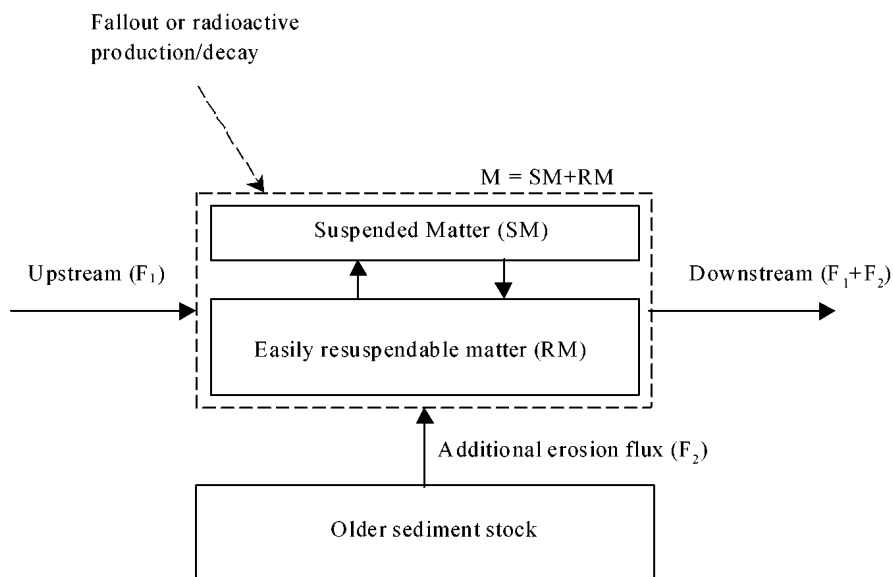 Fallout or radioactive
production/decay
M = SM+RM
Suspended Matter (SM)
Upstream (F₁)
Downstream (F₁+F₂)
Easily resuspendable matter (RM)
Additional erosion flux (F₂)
Older sediment stock